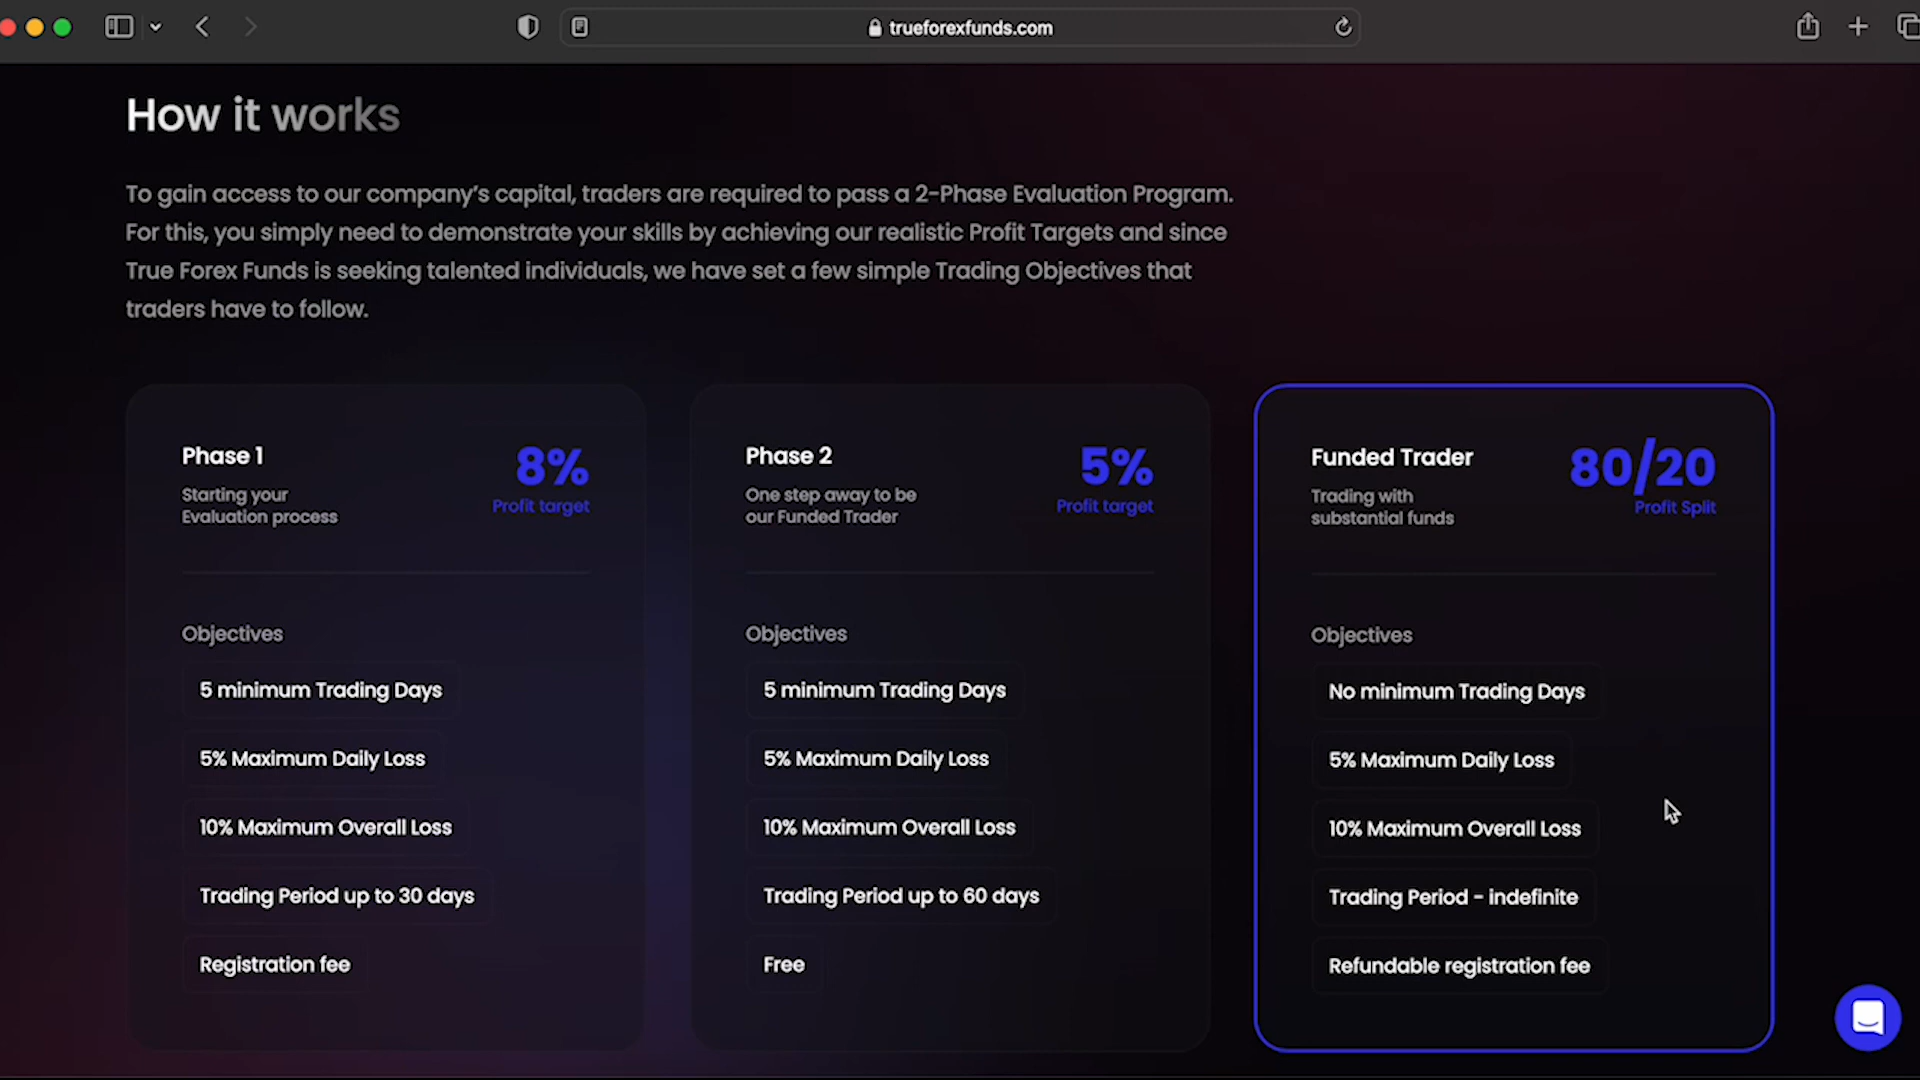 trueforexfunds.com
How it works
To gain access to our company's capital, traders are required to pass a 2-Phase Evaluation Program.
For this, you simply need to demonstrate your skills by achieving our realistic Profit Targets and since
True Forex Funds is seeking talented individuals, we have set a few simple Trading Objectives that
traders have to follow.
Phase 1
8%
Starting your
Evaluation process
Profit target
Objectives
5 minimum Trading Days
5% Maximum Daily Loss
10% Maximum Overall Loss
Trading Period up to 30 days
Registration fee
Phase 2
5%
One step away to be
our Funded Trader
Profit target
Objectives
5 minimum Trading Days
5% Maximum Daily Loss
10% Maximum Overall Loss
Trading Period up to 60 days
Free
Funded Trader
80/20
Trading with
substantial funds
Profit Split
Objectives
No minimum Trading Days
5% Maximum Daily Loss
10% Maximum Overall Loss
Trading Period - indefinite
Refundable registration fee